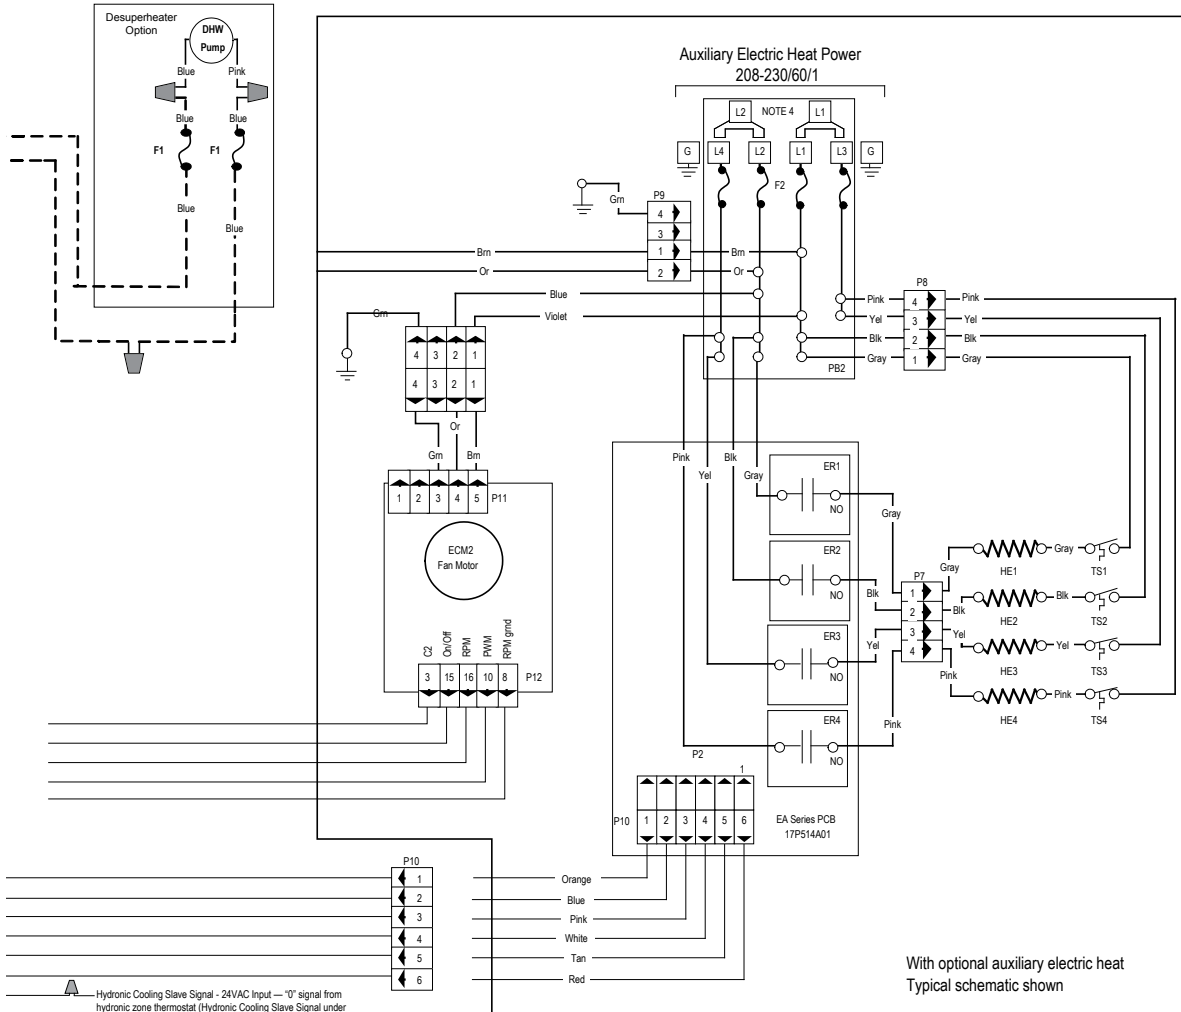 Desuperheater
Option
DHW
Pump
Blue
Pink
Blue
Blue
F1
F1
Blue
Blue
Auxiliary Electric Heat Power
208-230/60/1
L2
NOTE 4
L1
G
L4
L2
L1
L3
G
F2
Grn
P9
4
3
1
2
Brn
Or
Brn
Or
Blue
Violet
Grn
P8
Pink
4
Pink
Yel
3
Yel
Blk
2
Blk
Gray
1
Gray
PB2
4
3
2
1
4
3
2
1
Or
Grn
Brn
1
2
3
4
5
P11
ECM2
Fan Motor
C2
On/Off
RPM
PWM
RPM grnd
3
15
16
10
8
P12
Pink
Yel
Blk
Gray
ER1
NO
Gray
ER2
NO
Blk
ER3
NO
Yel
ER4
NO
Pink
P7
1
2
3
4
Gray
Blk
Yel
Pink
HE1
Gray
TS1
HE2
Blk
TS2
HE3
Yel
TS3
HE4
Pink
TS4
P2
1
P10
1
2
3
4
5
6
EA Series PCB
17P514A01
P10
1
2
3
4
5
6
Orange
Blue
Pink
White
Tan
Red
With optional auxiliary electric heat
Typical schematic shown
Hydronic Cooling Slave Signal - 24VAC Input — “0” signal from
hydronic zone thermostat (Hydronic Cooling Slave Signal under